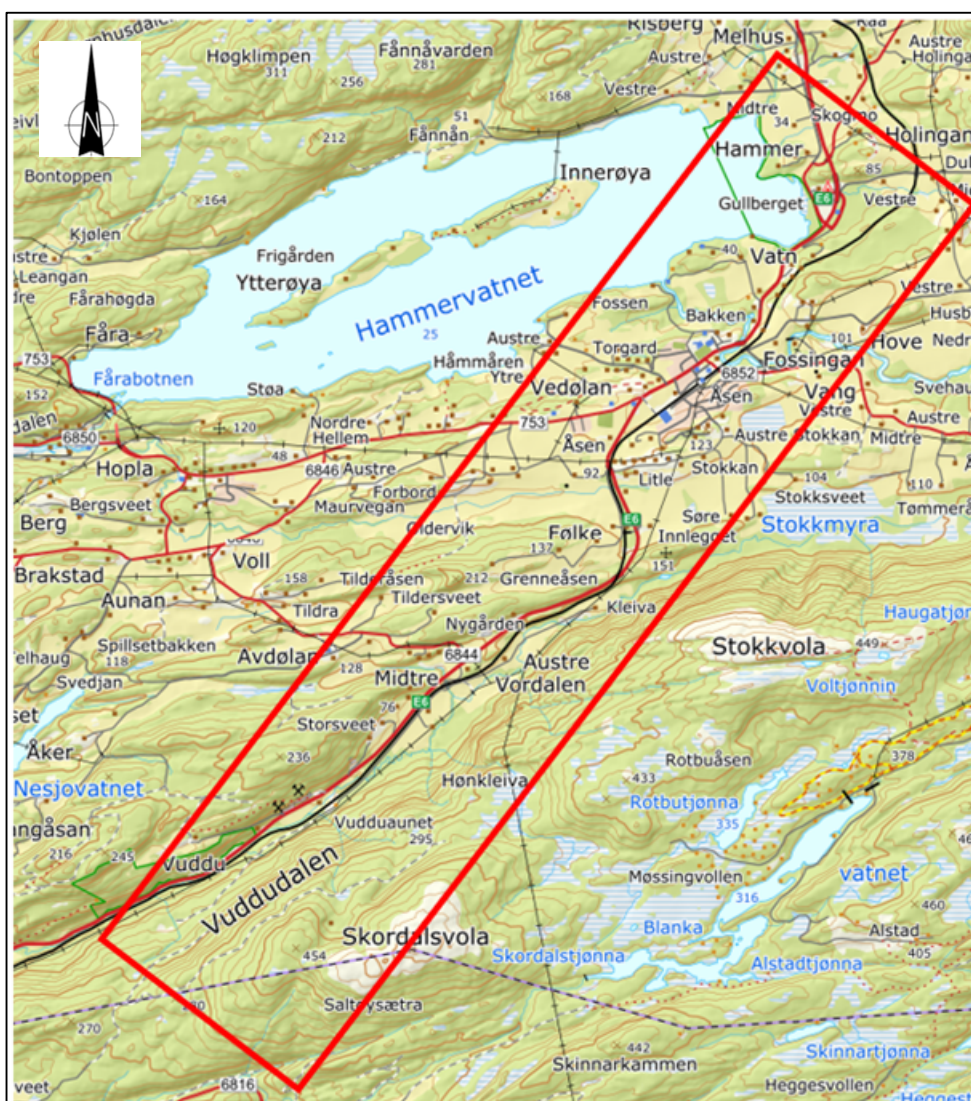 Risberg
Melhus
Høgklimpen
311
Fånnåvarden
281
256
Austre
Austre
Holingan
Vestre
168
Midtre
34
Skogmo
51
Fånnån
Holingan
N
212
Hammer
Innerøya
85
Bontoppen
164
Gullberget
E6
Vestre
Kjølen
Frigården
40
Vatn
Leangan
Fårahøgda
Ytterøya
Hammervatnet
25
Fossen
Vestre
Bakken
Fåra
Austre
Torgard
101
Hove
753
Fårabotnen
Håmmåren
Ytre
Fossingan
6852
152
Støa
Vedølan
Åsen
Vang
Vestre
Nordre
Hellem
120
753
Austre
6850
48
Åsen
123
Austre
Stokkan
Midtre
Hopla
6846
Austre
92
Stokkan
Litle
104
110
Bergsveet
Forbord
Maurvegan
Stokksveet
Berg
Stokkmyra
E6
Søre
Innlegget
Følke
137
Voll
Brakstad
151
158
Tilderåsen
212
Grenneåsen
Aunan
Tildra
Tildersveet
Kleiva
Nygården
Spillsetbakken
118
Avdølan
128
6844
Stokkvola
449
Svedjan
Midtre
Austre
Vordalen
Voltjønnin
76
E6
Storsveet
Åker
236
Rotbuåsen
378
Nesjovatnet
Hønkleiva
433
Rotbutjønna
335
Vudduaunet
216
245
295
Vuddu
Møssingvollen
vatnet
Vuddudalen
316
460
Skordalsvola
Blanka
Alstad
454
Skordalstjønna
Alstadtjønna
405
Salteysætra
270
442
Skinnartjønna
Skinnarkammen
6816
Heggesvollen